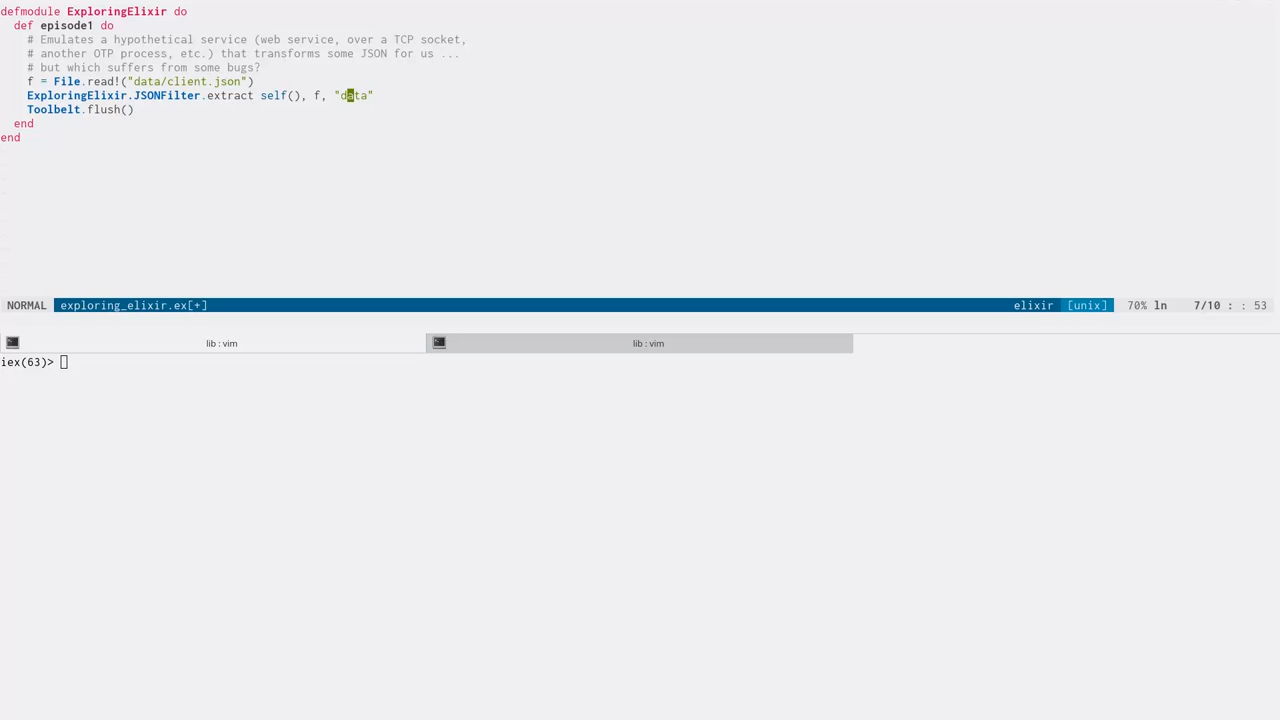 defmodule ExploringElixir do
  def episode1 do
    # Emulates a hypothetical service (web service, over a TCP socket,
    # another OTP process, etc.) that transforms some JSON for us ...
    # but which suffers from some bugs?
    f = File.read!("data/client.json")
    ExploringElixir.JSONFilter.extract self(), f, "data"
    Toolbelt.flush()
  end
end
~
~
~
~
~
~
~
~
NORMAL exploring_elixir.ex[+] elixir [unix] 70% ln 7/10 : : 53
lib : vim lib : vim
iex(63)>